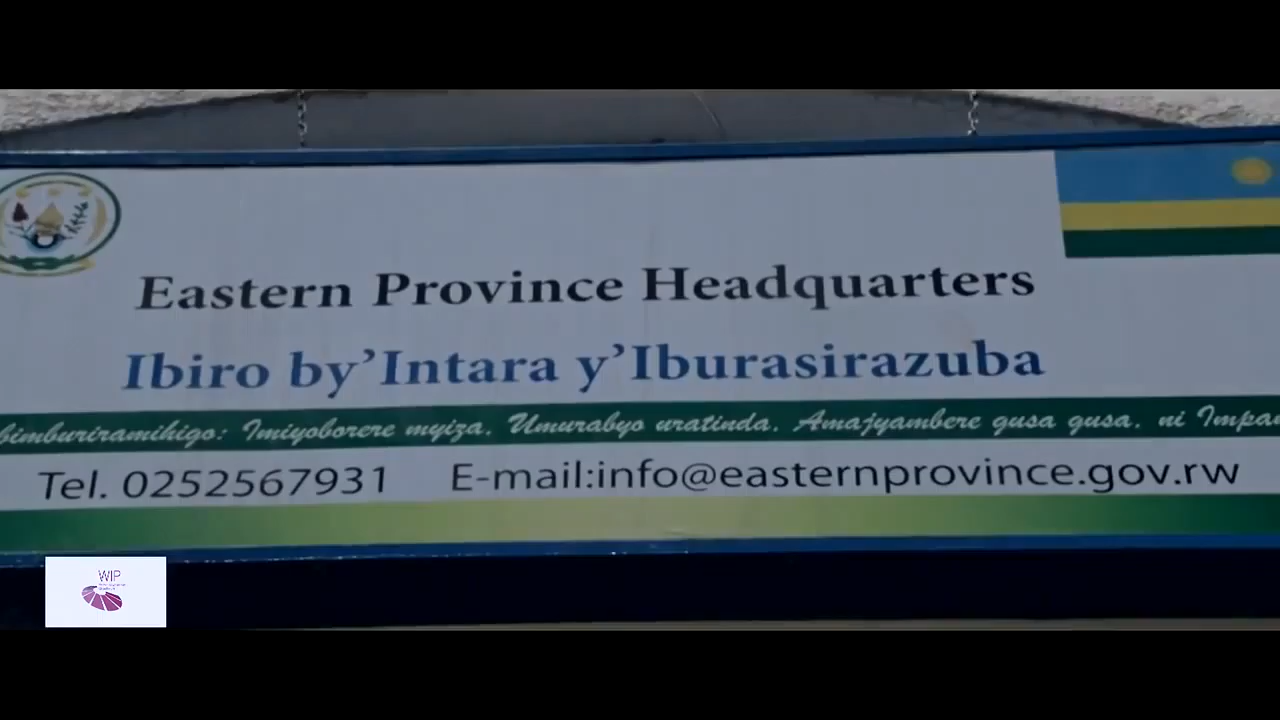 Eastern Province Headquarters
Ibiro by'Intara y'Iburasirazuba
Imiyoborere myiza, Umurabyo uratinda, Amajyambere gusa gusa, ni
Tel. 0252567931 E-mail:info@easternprovince.gov.rw
WIP